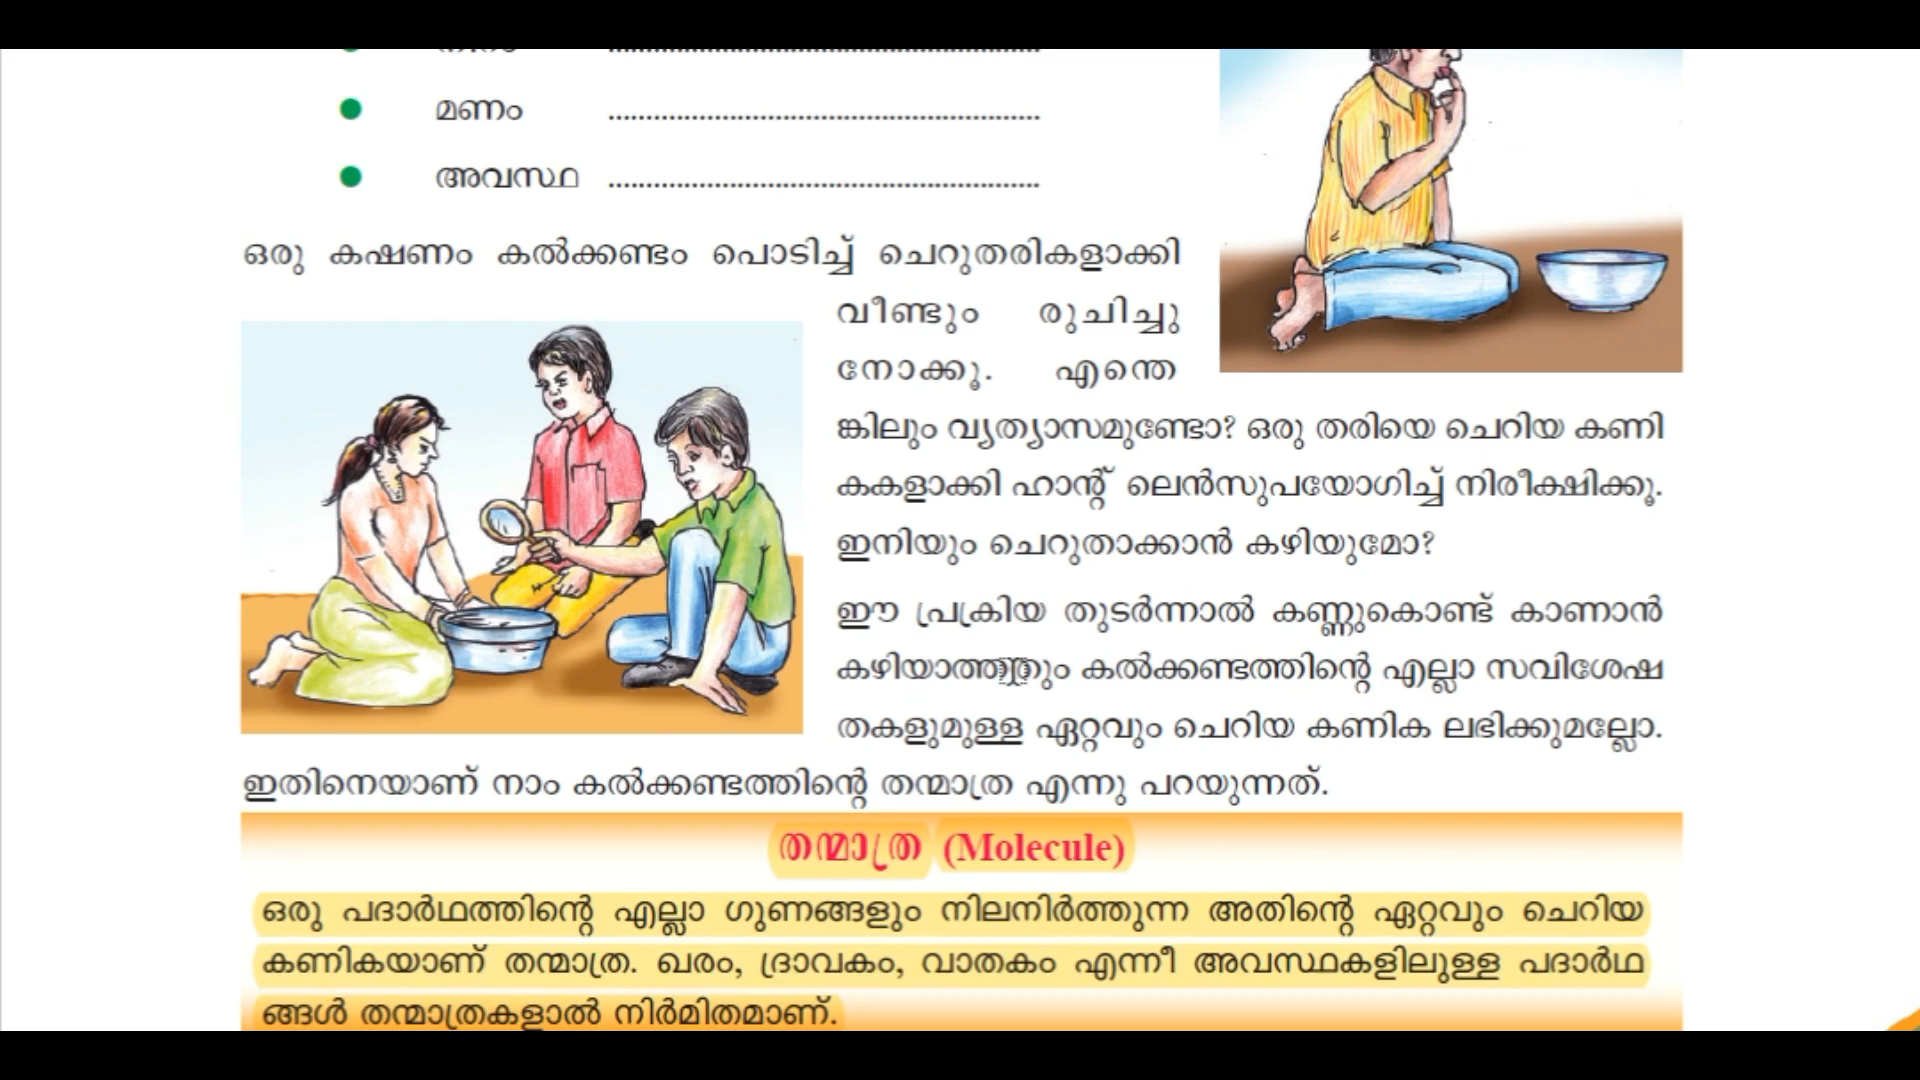 മണം ..........................................................
അവസ്ഥ ..........................................................
ഒരു കഷണം കൽക്കണ്ടം പൊടിച്ച് ചെറുതരികളാക്കി
വീണ്ടും രുചിച്ചു
നോക്കൂ. എന്തെ
ങ്കിലും വ്യത്യാസമുണ്ടോ? ഒരു തരിയെ ചെറിയ കണി
കകളാക്കി ഹാന്റ് ലെൻസുപയോഗിച്ച് നിരീക്ഷിക്കൂ.
ഇനിയും ചെറുതാക്കാൻ കഴിയുമോ?
ഈ പ്രക്രിയ തുടർന്നാൽ കണ്ണുകൊണ്ട് കാണാൻ
കഴിയാത്തതും കൽക്കണ്ടത്തിന്റെ എല്ലാ സവിശേഷ
തകളുമുള്ള ഏറ്റവും ചെറിയ കണിക ലഭിക്കുമല്ലോ.
ഇതിനെയാണ് നാം കൽക്കണ്ടത്തിന്റെ തന്മാത്ര എന്നു പറയുന്നത്.
തന്മാത്ര (Molecule)
ഒരു പദാർഥത്തിന്റെ എല്ലാ ഗുണങ്ങളും നിലനിർത്തുന്ന അതിന്റെ ഏറ്റവും ചെറിയ
കണികയാണ് തന്മാത്ര. ഖരം, ദ്രാവകം, വാതകം എന്നീ അവസ്ഥകളിലുള്ള പദാർഥ
ങ്ങൾ തന്മാത്രകളാൽ നിർമിതമാണ്.